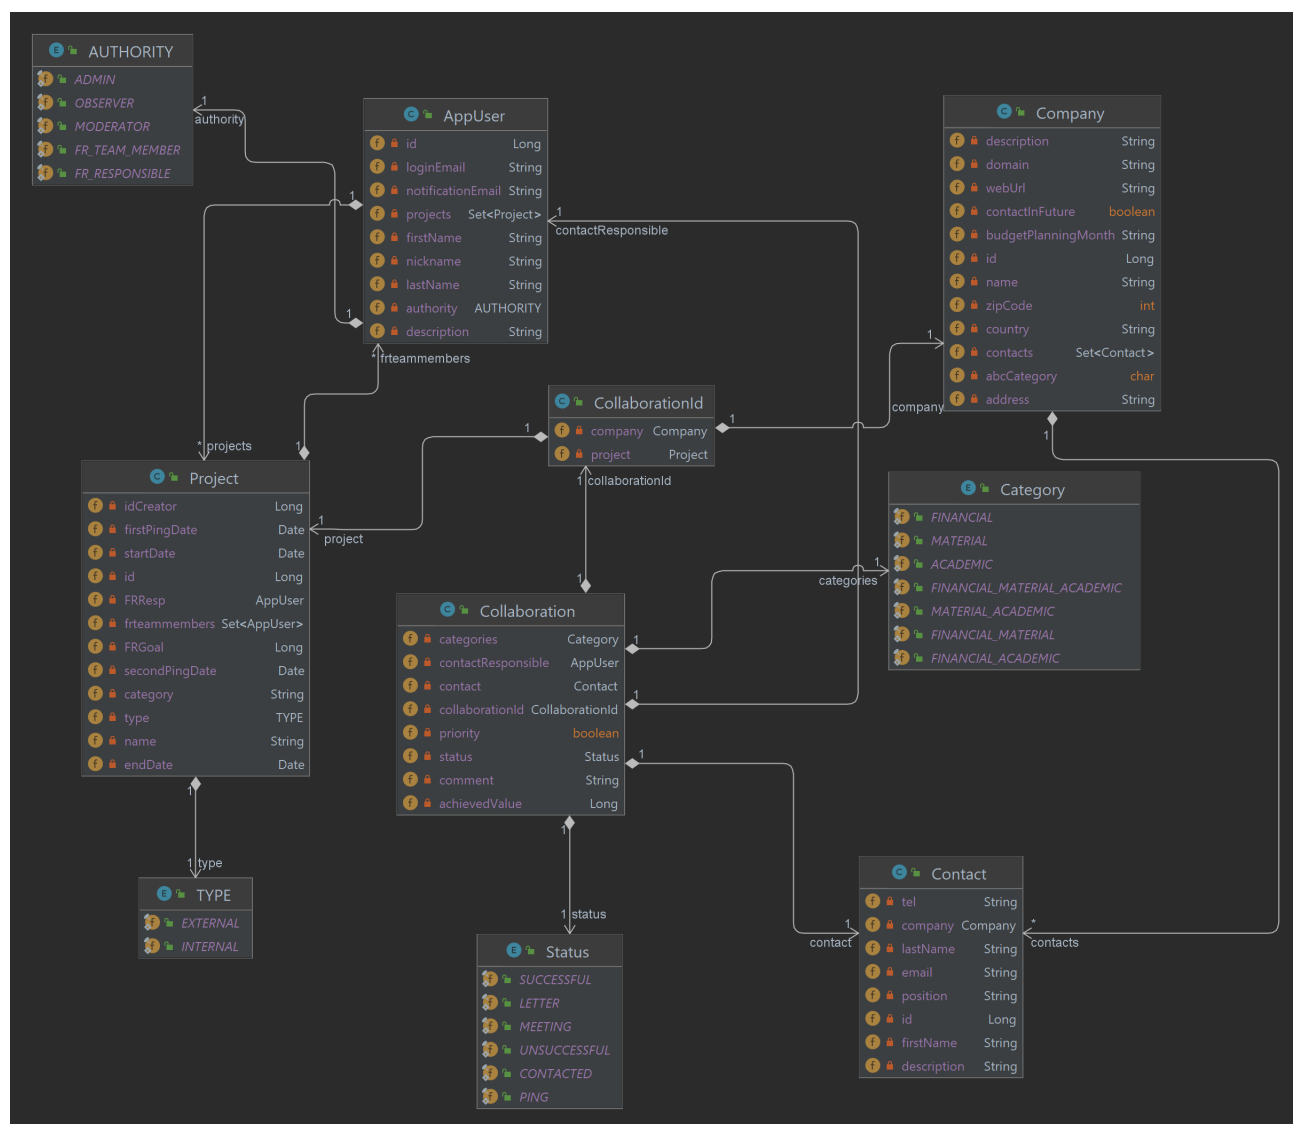 AUTHORITY
ADMIN
OBSERVER
MODERATOR
FR_TEAM_MEMBER
FR_RESPONSIBLE
1
authority
AppUser
id Long
loginEmail String
notificationEmail String
projects Set<Project>
firstName String
nickname String
lastName String
authority AUTHORITY
description String
1
1
1
contactResponsible
* frteammembers
Company
description String
domain String
webUrl String
contactInFuture boolean
budgetPlanningMonth String
id Long
name String
zipCode int
country String
contacts Set<Contact>
abcCategory char
address String
1
company
1
CollaborationId
company Company
project Project
1
1
1 collaborationId
* projects
1
Project
idCreator Long
firstPingDate Date
startDate Date
id Long
FRResp AppUser
frteammembers Set<AppUser>
FRGoal Long
secondPingDate Date
category String
type TYPE
name String
endDate Date
1
project
1
1 type
TYPE
EXTERNAL
INTERNAL
Category
FINANCIAL
MATERIAL
ACADEMIC
FINANCIAL_MATERIAL_ACADEMIC
MATERIAL_ACADEMIC
FINANCIAL_MATERIAL
FINANCIAL_ACADEMIC
1
categories
1
Collaboration
categories Category
contactResponsible AppUser
contact Contact
collaborationId CollaborationId
priority boolean
status Status
comment String
achievedValue Long
1
1
1
1
1 status
Status
SUCCESSFUL
LETTER
MEETING
UNSUCCESSFUL
CONTACTED
PING
Contact
tel String
company Company
lastName String
email String
position String
id Long
firstName String
description String
1
contact
*
contacts